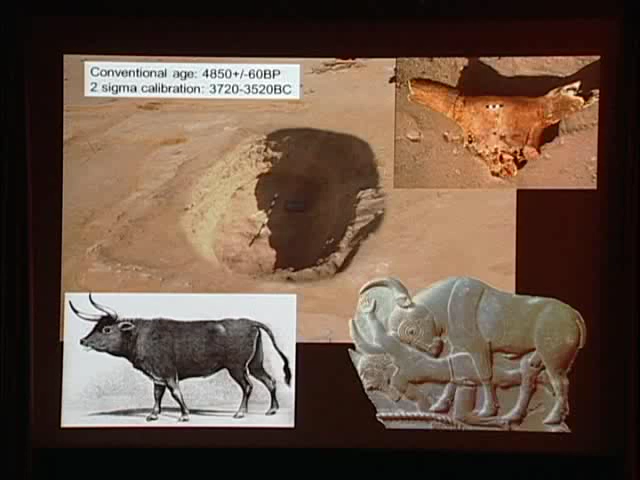 Conventional age: 4850+/-60BP
2 sigma calibration: 3720-3520BC